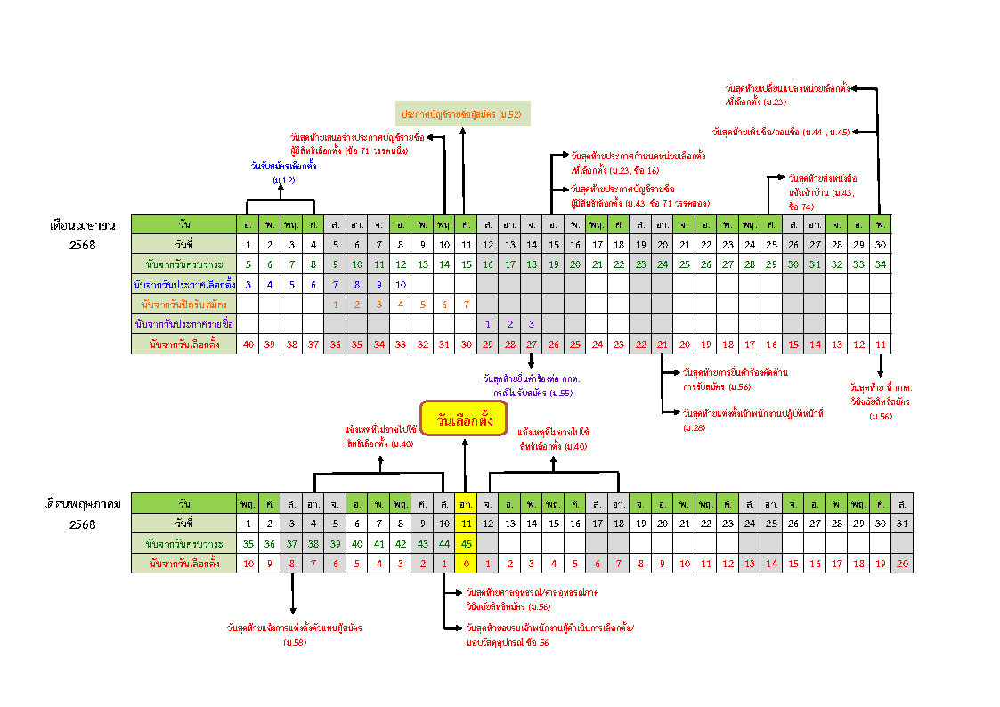 วันสุดท้ายเปลี่ยนแปลงหน่วยเลือกตั้ง
/ที่เลือกตั้ง (ม.23)
ประกาศบัญชีรายชื่อผู้สมัคร (ม.52)
วันสุดท้ายเพิ่มชื่อ/ถอนชื่อ (ม.44 , ม.45)
วันสุดท้ายเสนอร่างประกาศบัญชีรายชื่อ
ผู้มีสิทธิเลือกตั้ง (ข้อ 71 วรรคหนึ่ง)
วันสุดท้ายประกาศกำหนดหน่วยเลือกตั้ง
/ที่เลือกตั้ง (ม.23, ข้อ 16)
วันรับสมัครเลือกตั้ง
(ม.12)
วันสุดท้ายส่งหนังสือ
แจ้งเจ้าบ้าน (ม.43,
ข้อ 74)
วันสุดท้ายประกาศบัญชีรายชื่อ
ผู้มีสิทธิเลือกตั้ง (ม.43, ข้อ 71 วรรคสอง)
เดือนเมษายน
2568
วัน อ. พ. พฤ. ศ. ส. อา. จ. อ. พ. พฤ. ศ. ส. อา. จ. อ. พ. พฤ. ศ. ส. อา. จ. อ. พ. พฤ. ศ. ส. อา. จ. อ. พ.
วันที่ 1 2 3 4 5 6 7 8 9 10 11 12 13 14 15 16 17 18 19 20 21 22 23 24 25 26 27 28 29 30
นับจากวันครบวาระ 5 6 7 8 9 10 11 12 13 14 15 16 17 18 19 20 21 22 23 24 25 26 27 28 29 30 31 32 33 34
นับจากวันประกาศเลือกตั้ง 3 4 5 6 7 8 9 10
นับจากวันปิดรับสมัคร 1 2 3 4 5 6 7
นับจากวันประกาศรายชื่อ 1 2 3
นับจากวันเลือกตั้ง 40 39 38 37 36 35 34 33 32 31 30 29 28 27 26 25 24 23 22 21 20 19 18 17 16 15 14 13 12 11
วันสุดท้ายยื่นคำร้องต่อ กกต.
กรณีไม่รับสมัคร (ม.55)
วันสุดท้ายการยื่นคำร้องคัดค้าน
การรับสมัคร (ม.56)
วันสุดท้าย ที่ กกต.
วินิจฉัยสิทธิสมัคร
(ม.56)
วันสุดท้ายแต่งตั้งเจ้าพนักงานปฏิบัติหน้าที่
(ม.28)
วันเลือกตั้ง
แจ้งเหตุที่ไม่อาจไปใช้
สิทธิเลือกตั้ง (ม.40)
แจ้งเหตุที่ไม่อาจไปใช้
สิทธิเลือกตั้ง (ม.40)
เดือนพฤษภาคม
2568
วัน พฤ. ศ. ส. อา. จ. อ. พ. พฤ. ศ. ส. อา. จ. อ. พ. พฤ. ศ. ส. อา. จ. อ. พ. พฤ. ศ. ส. อา. จ. อ. พ. พฤ. ศ. ส.
วันที่ 1 2 3 4 5 6 7 8 9 10 11 12 13 14 15 16 17 18 19 20 21 22 23 24 25 26 27 28 29 30 31
นับจากวันครบวาระ 35 36 37 38 39 40 41 42 43 44 45
นับจากวันเลือกตั้ง 10 9 8 7 6 5 4 3 2 1 0 1 2 3 4 5 6 7 8 9 10 11 12 13 14 15 16 17 18 19 20
วันสุดท้ายศาลอุทธรณ์/ศาลอุทธรณ์ภาค
วินิจฉัยสิทธิสมัคร (ม.56)
วันสุดท้ายแจ้งการแต่งตั้งตัวแทนผู้สมัคร
(ม.58)
วันสุดท้ายอบรมเจ้าพนักงานผู้ดำเนินการเลือกตั้ง/
มอบวัสดุอุปกรณ์ ข้อ 56